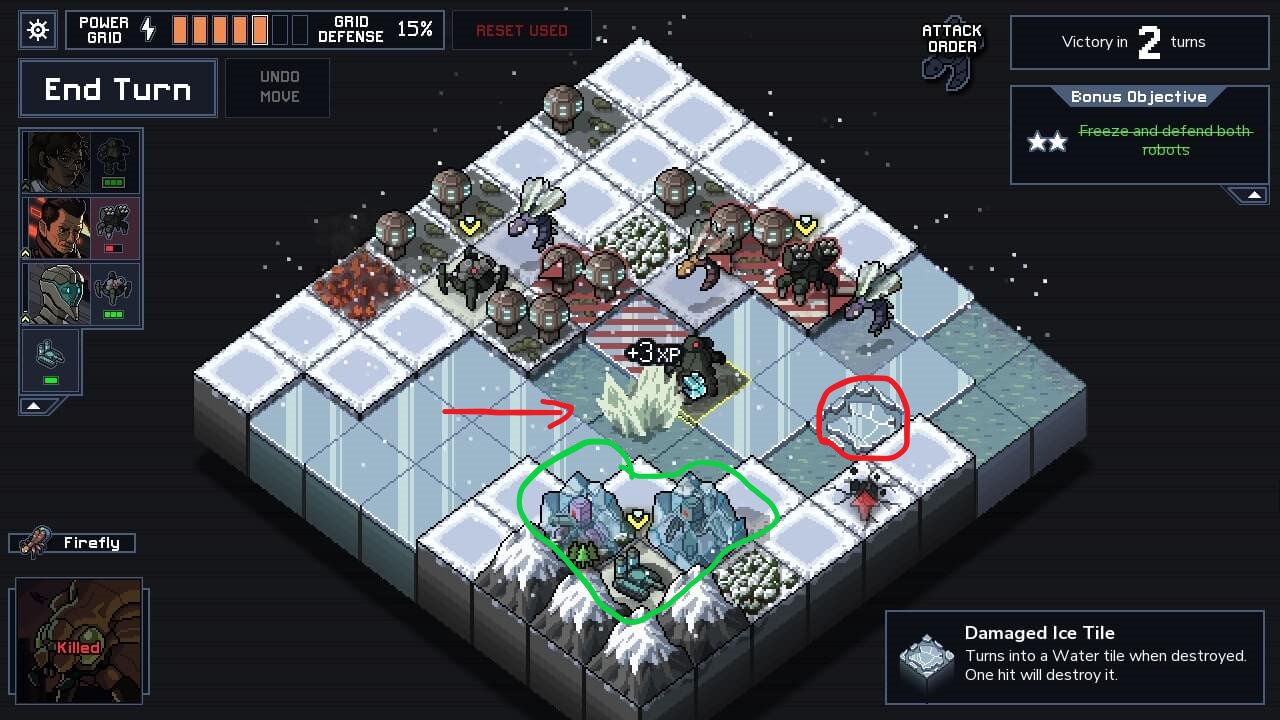 POWER
GRID
GRID
DEFENSE
15%
RESET USED
ATTACK
ORDER
Victory in 2 turns
End Turn
UNDO
MOVE
Bonus Objective
Freeze and defend both
robots
+3 XP
Firefly
Killed
Damaged Ice Tile
Turns into a Water tile when destroyed.
One hit will destroy it.